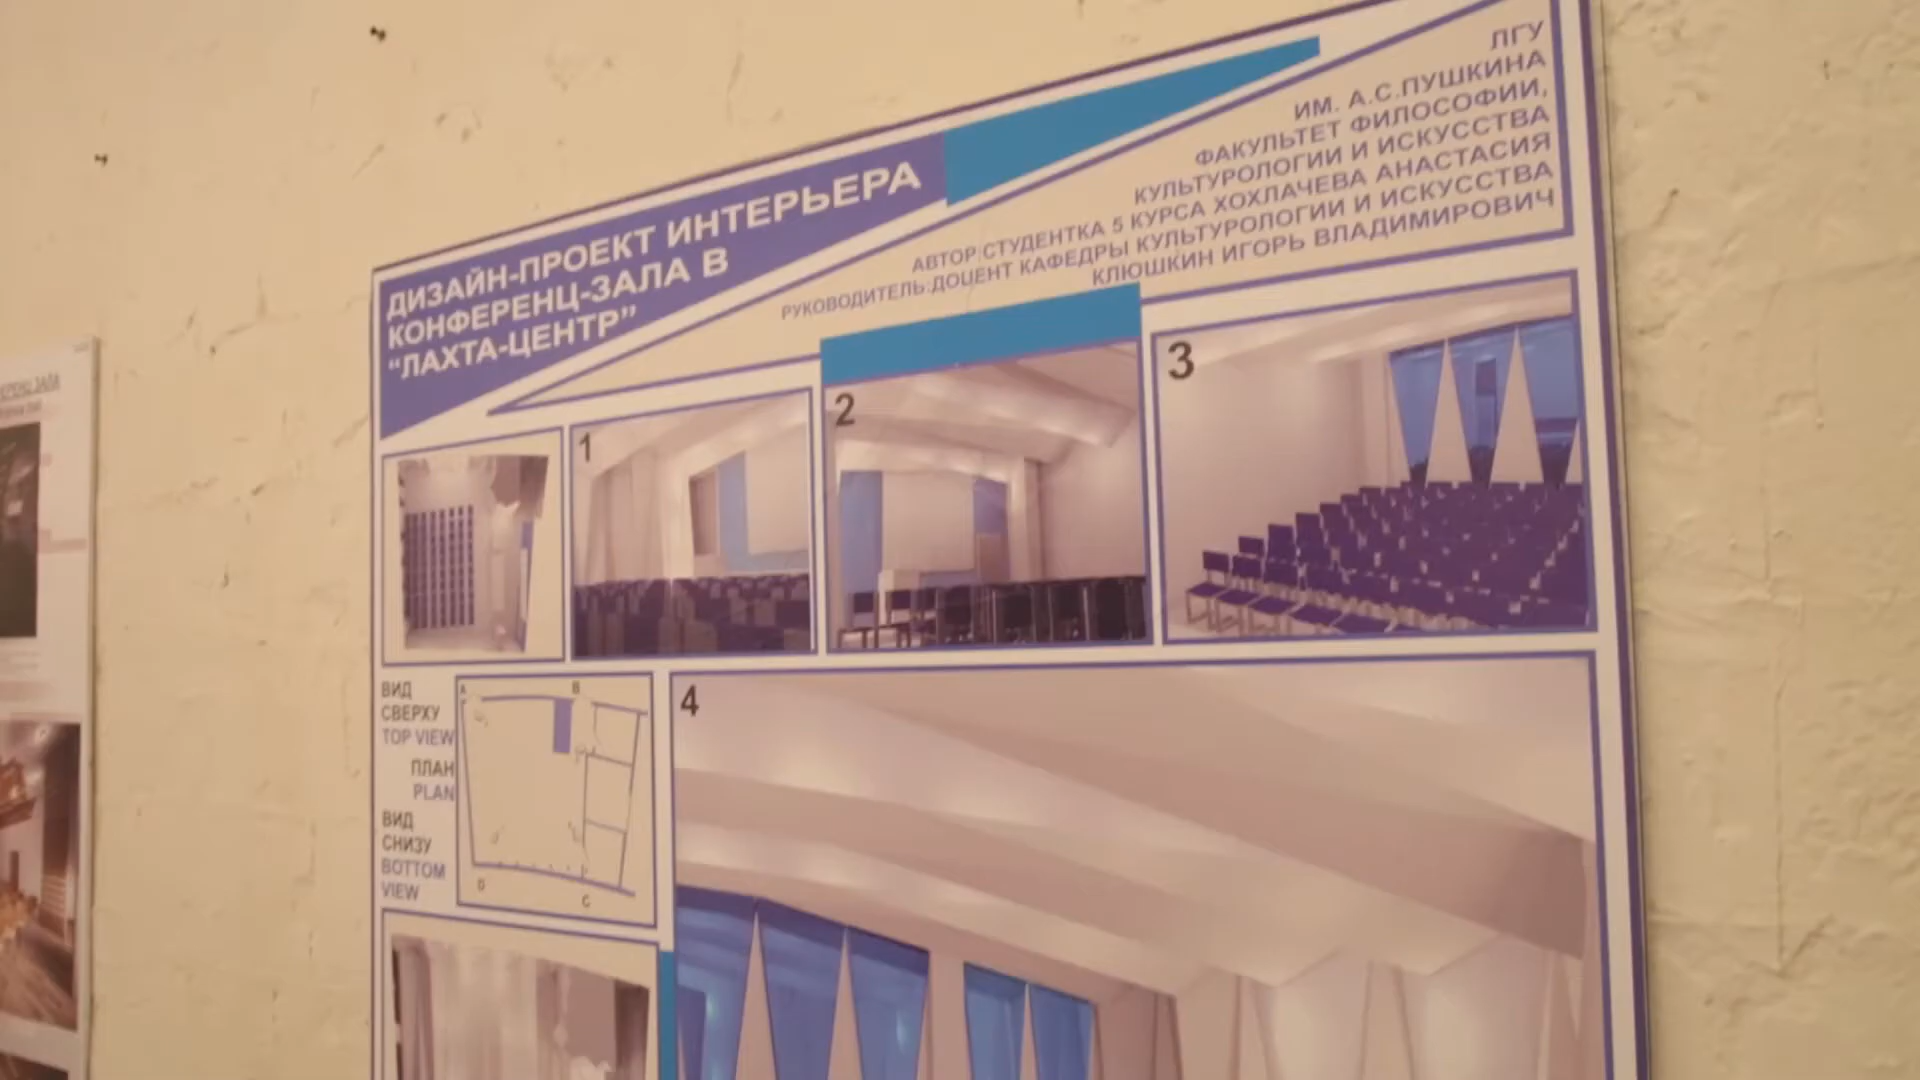 ДИЗАЙН-ПРОЕКТ ИНТЕРЬЕРА
КОНФЕРЕНЦ-ЗАЛА В
“ЛАХТА-ЦЕНТР”
ЛГУ
ИМ. А.С.ПУШКИНА
ФАКУЛЬТЕТ ФИЛОСОФИИ,
КУЛЬТУРОЛОГИИ И ИСКУССТВА
АВТОР:СТУДЕНТКА 5 КУРСА ХОХЛАЧЕВА АНАСТАСИЯ
РУКОВОДИТЕЛЬ:ДОЦЕНТ КАФЕДРЫ КУЛЬТУРОЛОГИИ И ИСКУССТВА
КЛЮШКИН ИГОРЬ ВЛАДИМИРОВИЧ
1
2
3
ВИД
СВЕРХУ
TOP VIEW
ПЛАН
PLAN
ВИД
СНИЗУ
BOTTOM
VIEW
A
B
D
C
4